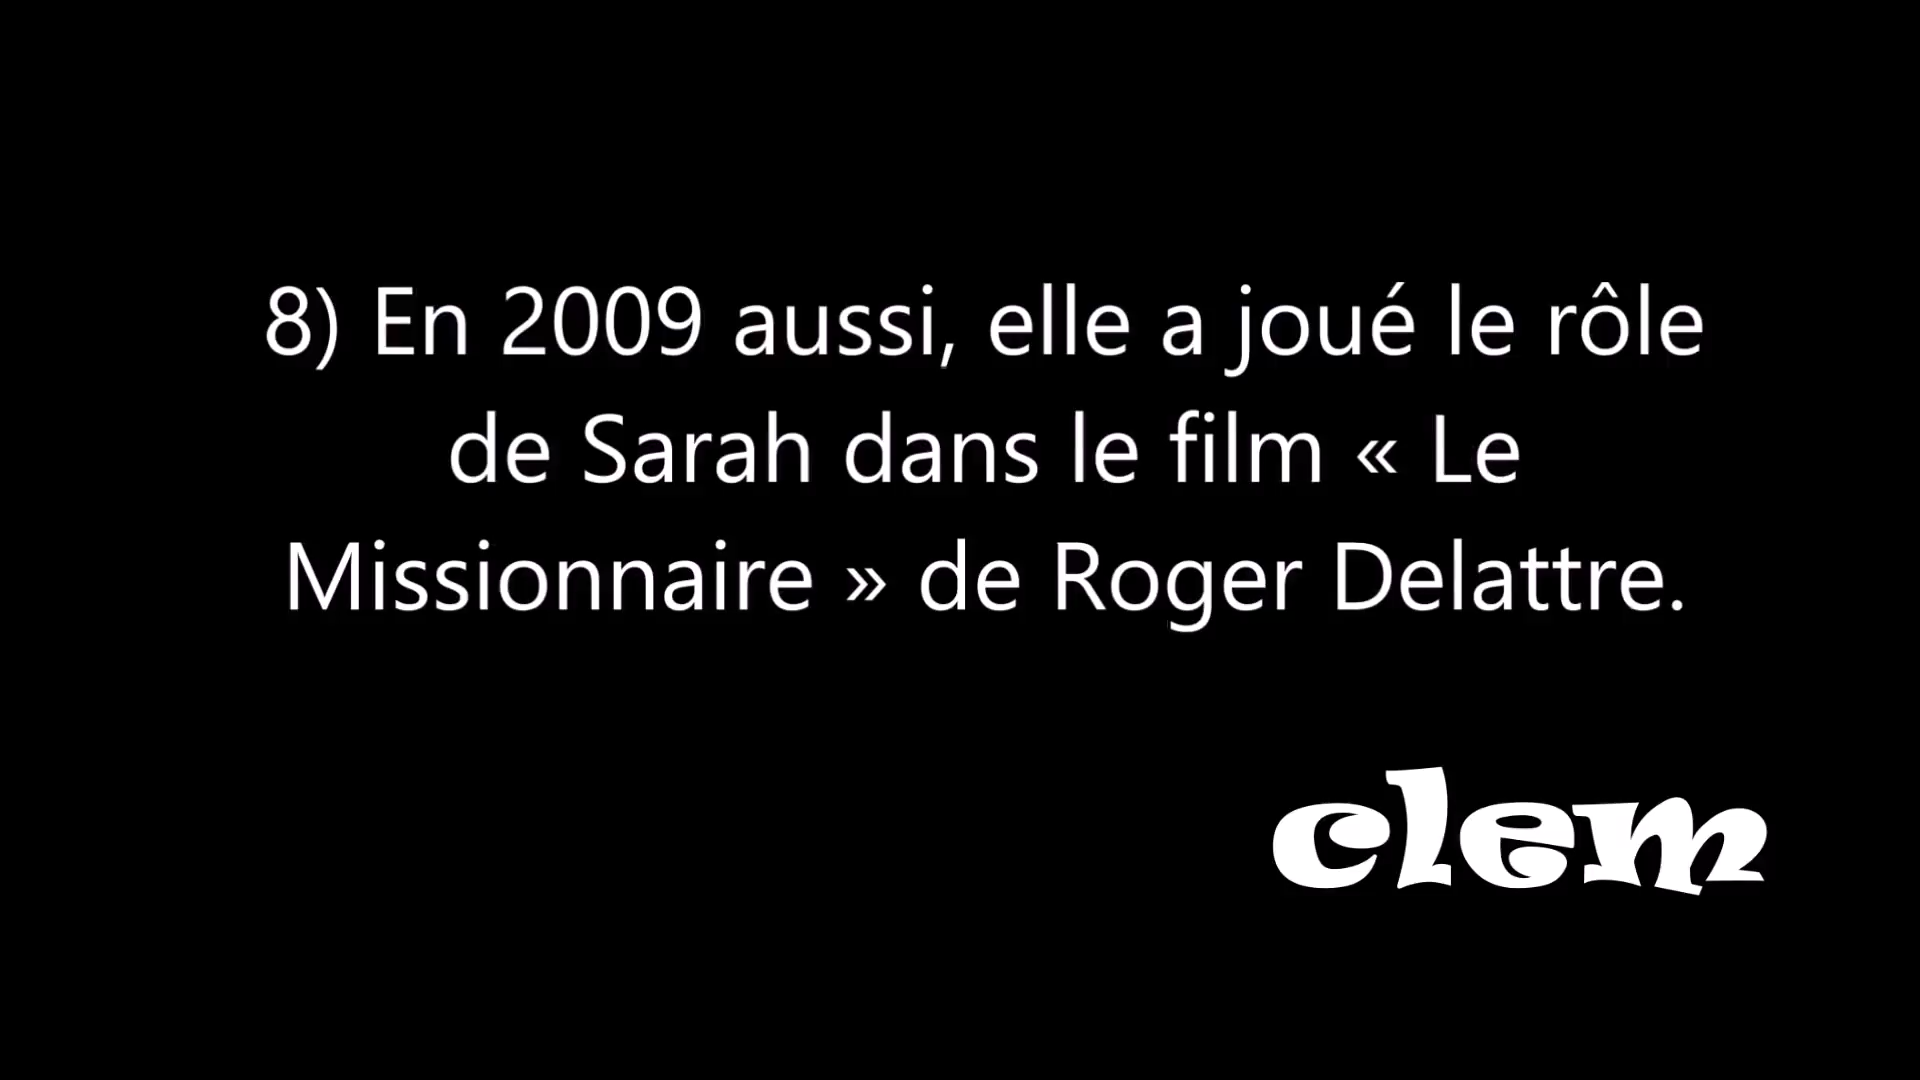 8) En 2009 aussi, elle a joué le rôle
de Sarah dans le film « Le
Missionnaire » de Roger Delattre.
clem